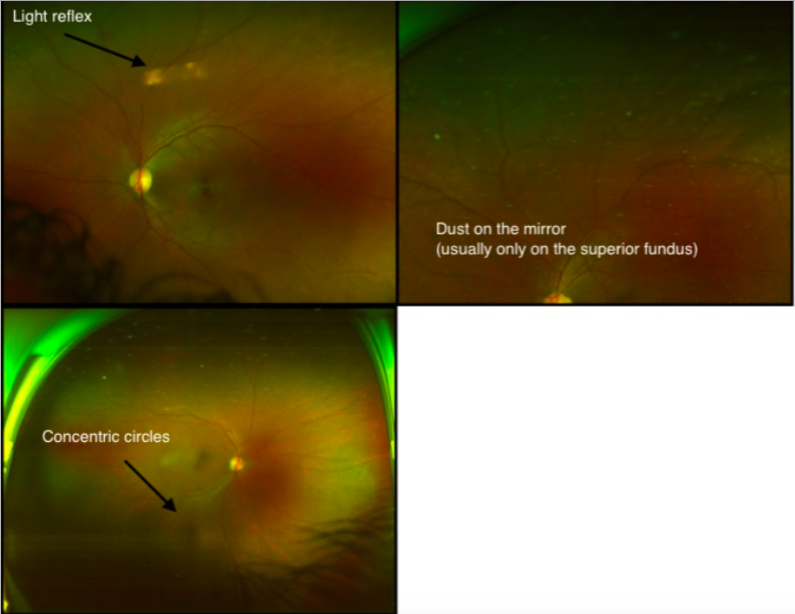 Light reflex
Dust on the mirror
(usually only on the superior fundus)
Concentric circles